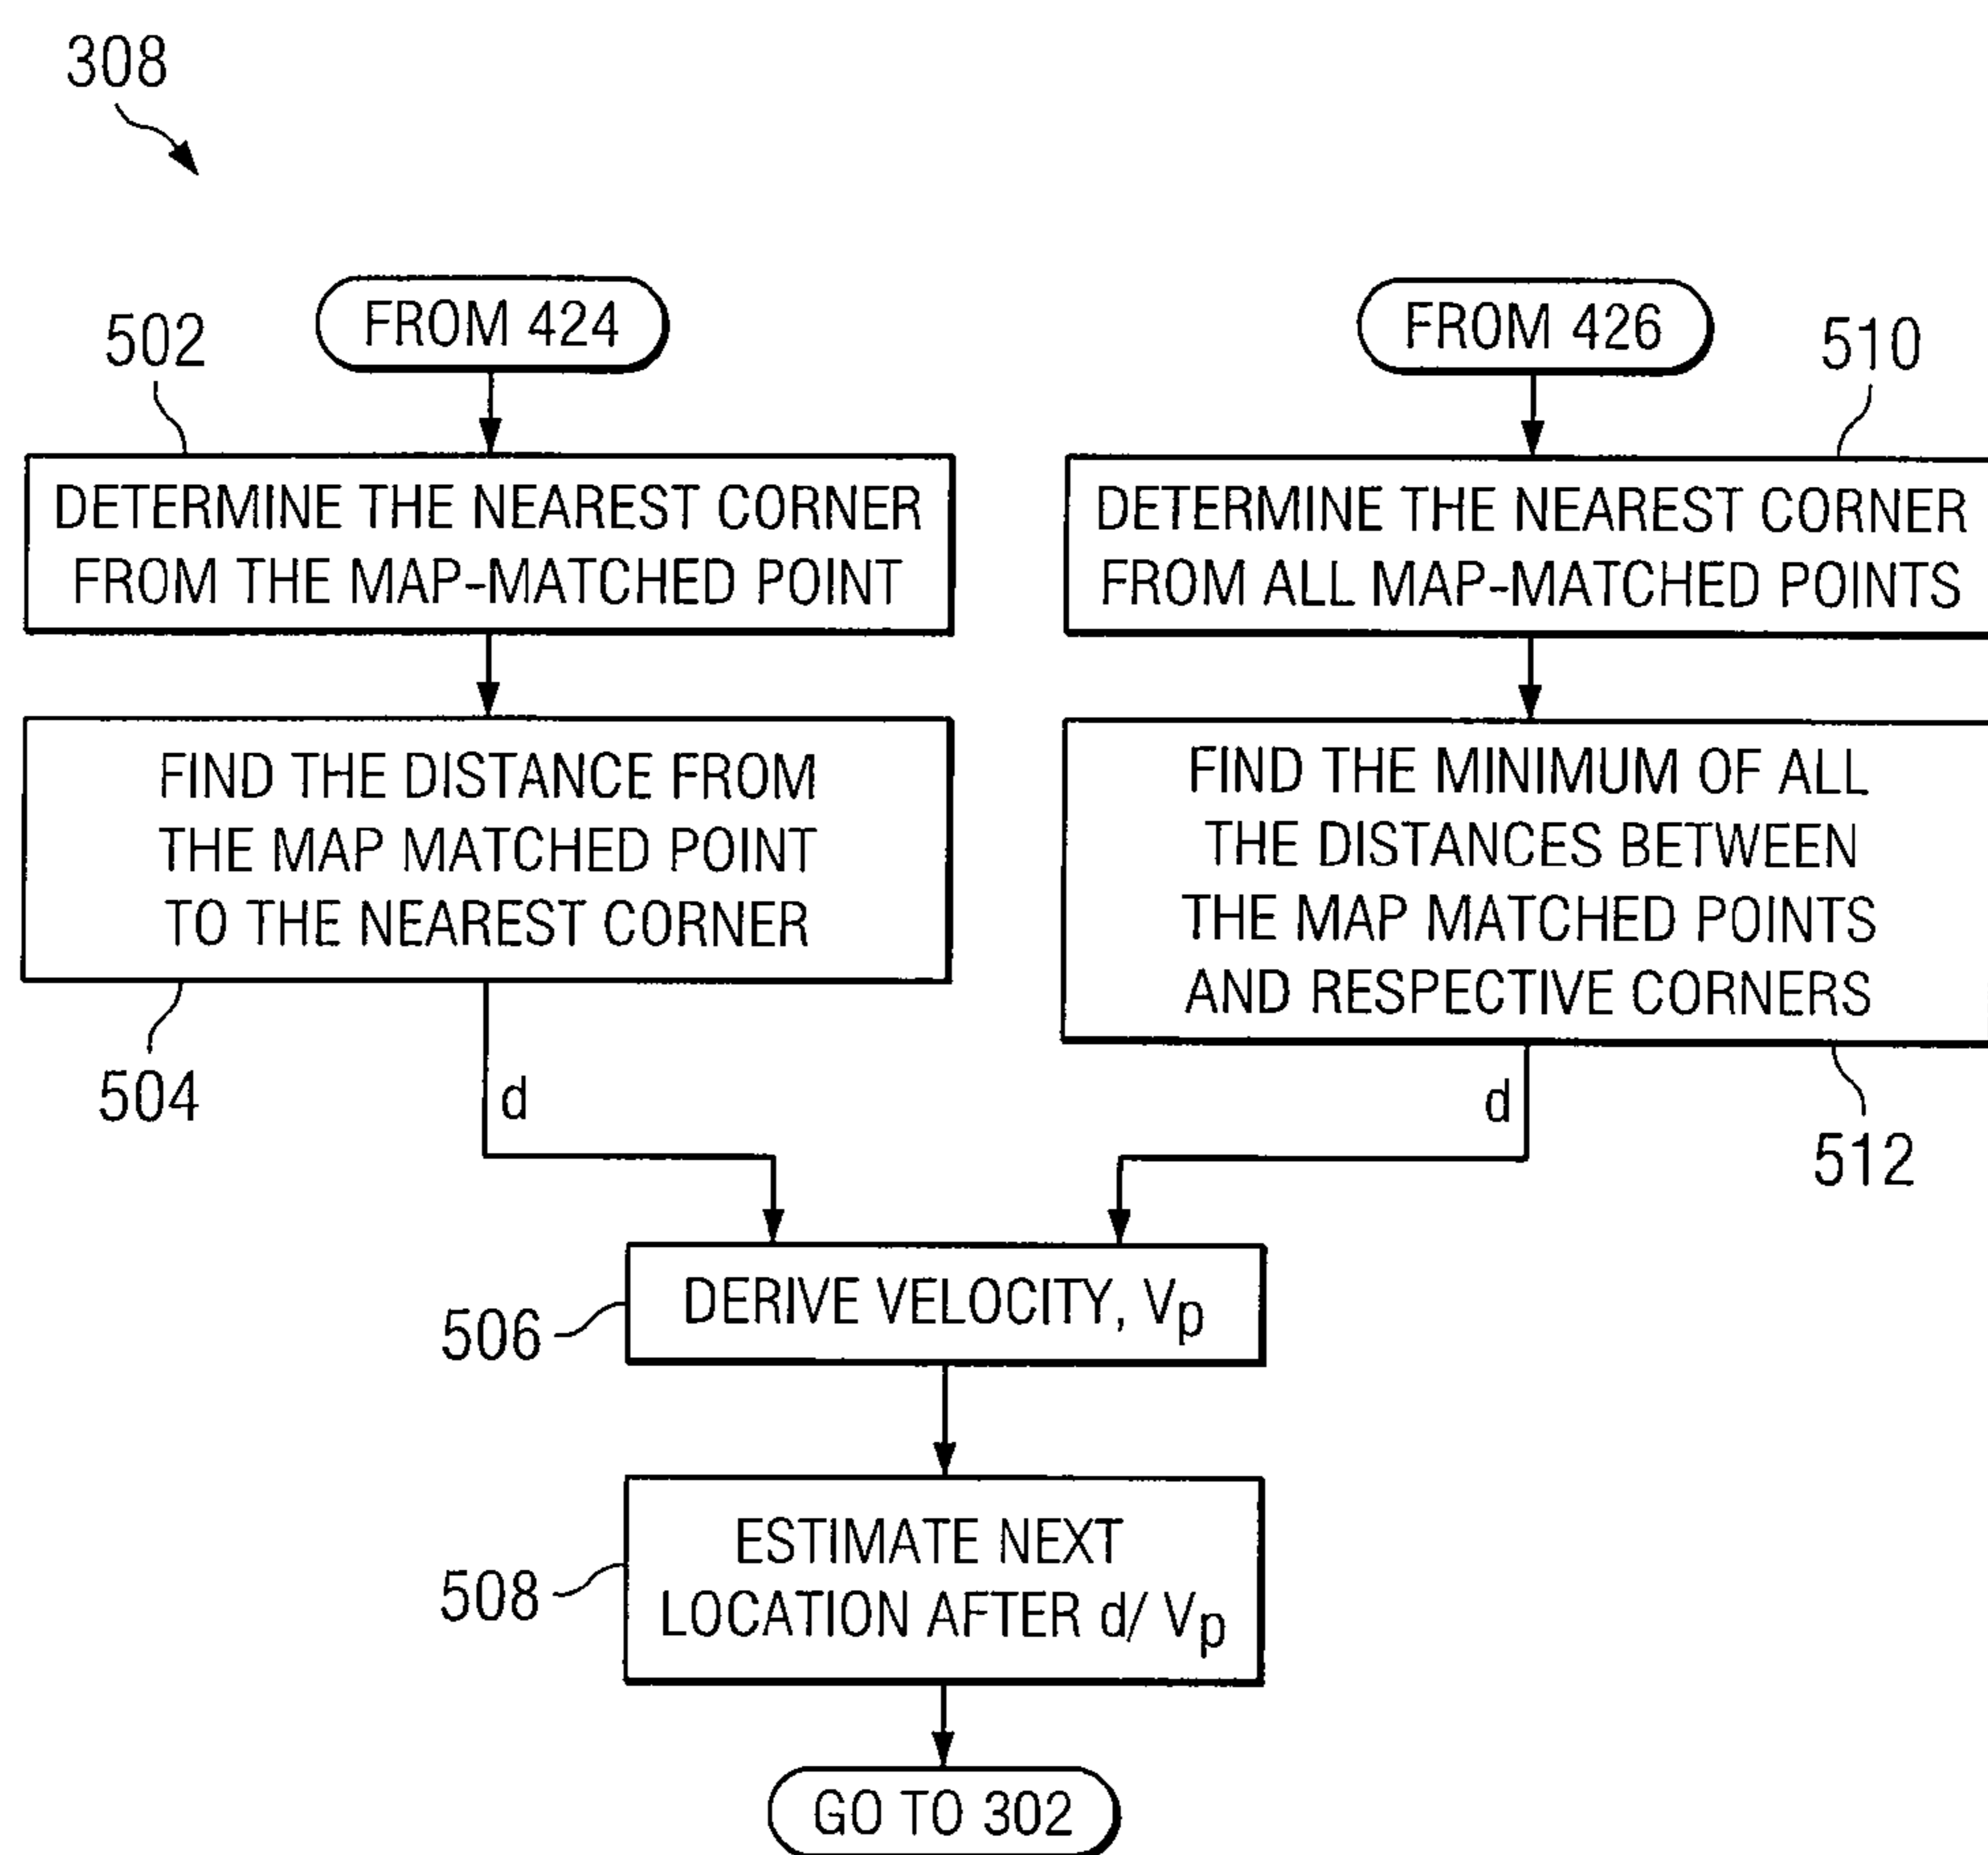 308
FROM 424
502
DETERMINE THE NEAREST CORNER
FROM THE MAP-MATCHED POINT
FIND THE DISTANCE FROM
THE MAP MATCHED POINT
TO THE NEAREST CORNER
504
d
FROM 426
510
DETERMINE THE NEAREST CORNER
FROM ALL MAP-MATCHED POINTS
FIND THE MINIMUM OF ALL
THE DISTANCES BETWEEN
THE MAP MATCHED POINTS
AND RESPECTIVE CORNERS
d
512
506
DERIVE VELOCITY, Vp
508
ESTIMATE NEXT
LOCATION AFTER d/ Vp
GO TO 302